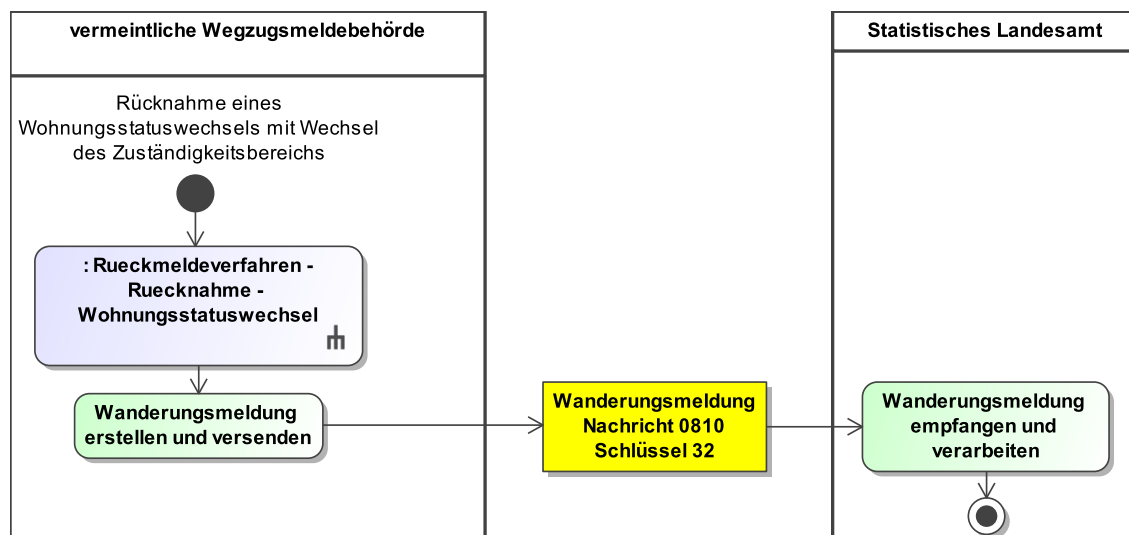 vermeintliche Wegzugsmeldebehörde
Statistisches Landesamt
Rücknahme eines
Wohnungsstatuswechsels mit Wechsel
des Zuständigkeitsbereichs
: Rueckmeldeverfahren -
Ruecknahme -
Wohnungsstatuswechsel
Wanderungsmeldung
erstellen und versenden
Wanderungsmeldung
Nachricht 0810
Schlüssel 32
Wanderungsmeldung
empfangen und
verarbeiten